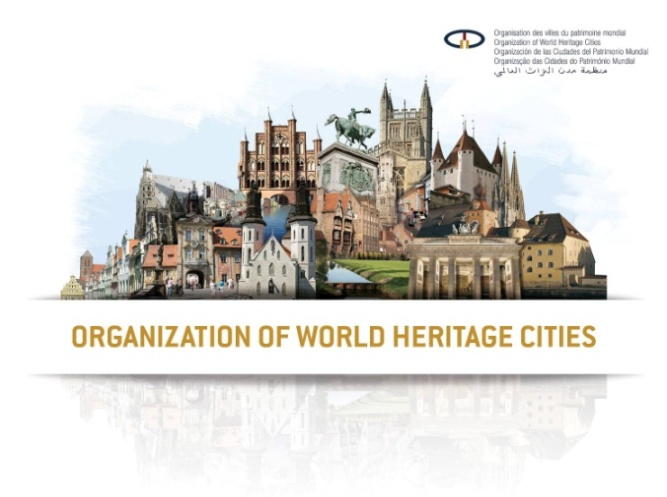 Organisation des villes du patrimoine mondial
Organization of World Heritage Cities
Organización de las Ciudades del Patrimonio Mundial
Organização das Cidades do Património Mundial
منظمة مدن التراث العالمي
ORGANIZATION OF WORLD HERITAGE CITIES